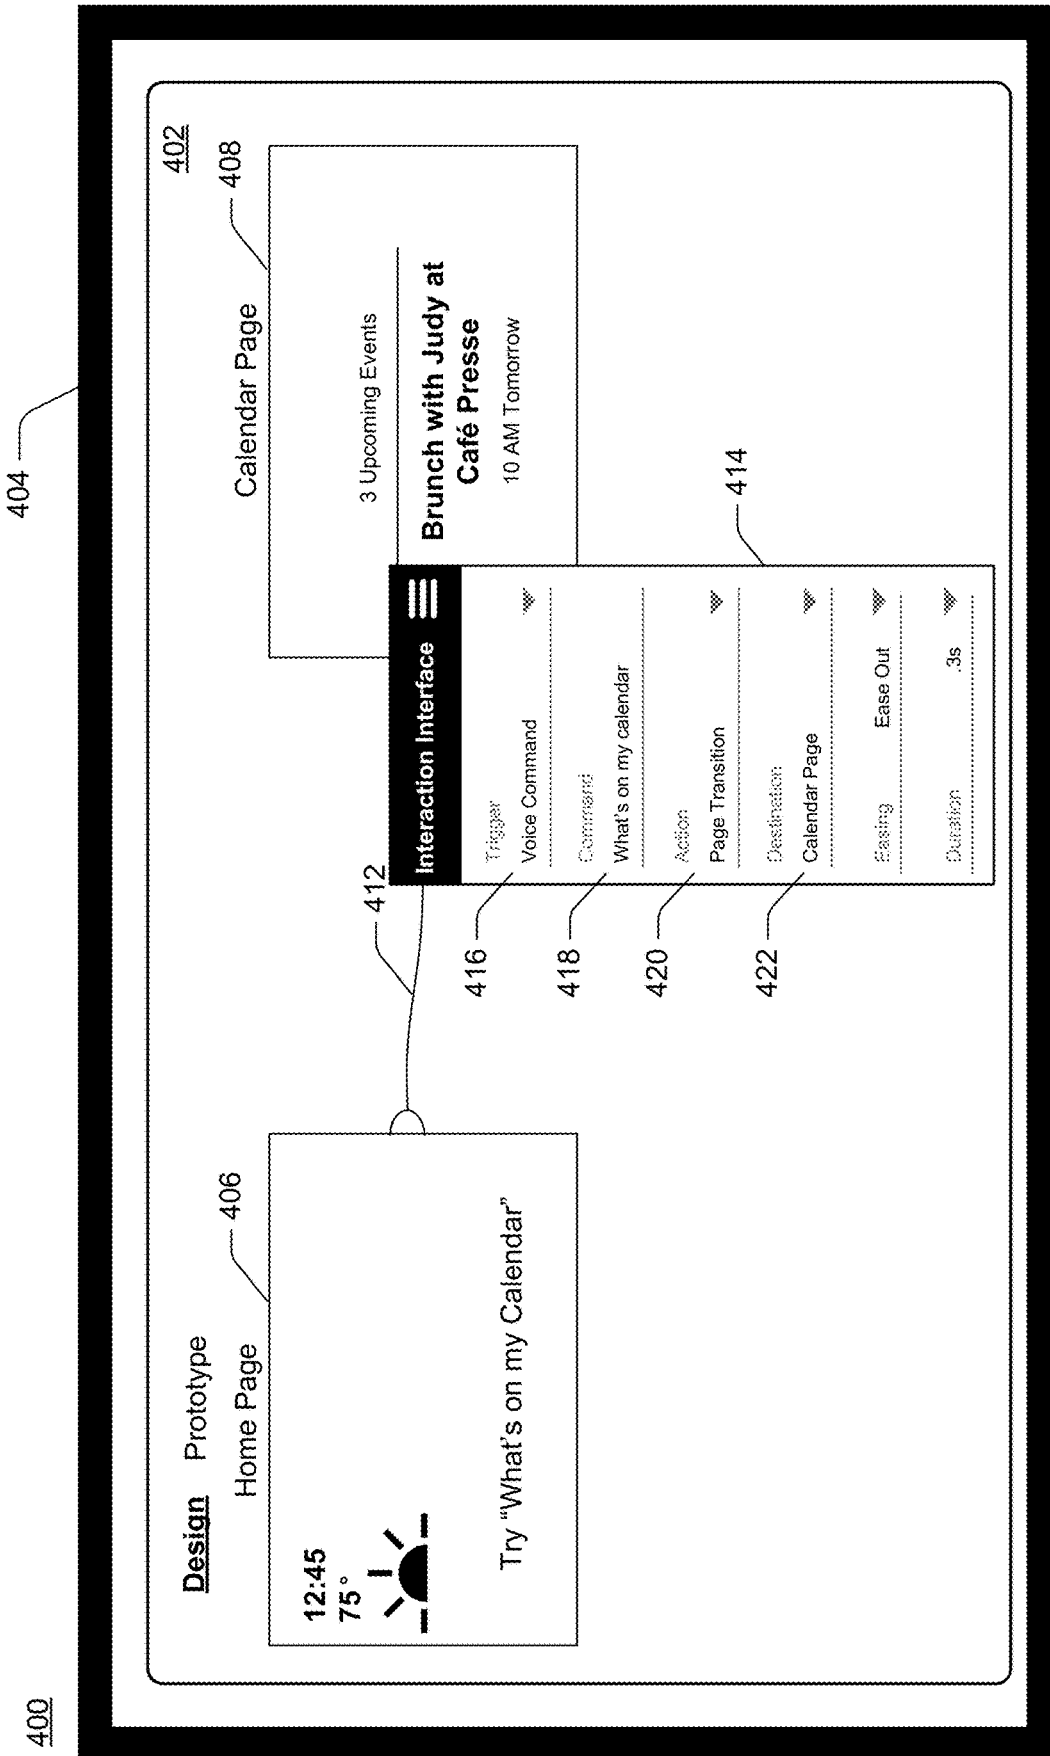 400
404
402
Design Prototype
Home Page
406
12:45
75°
Try “What’s on my Calendar”
412
Calendar Page
408
3 Upcoming Events
Brunch with Judy at
Café Presse
10 AM Tomorrow
Interaction Interface
414
416
Trigger
Voice Command
418
Command
What’s on my calendar
420
Action
Page Transition
422
Destination
Calendar Page
Easing Ease Out
Duration .3s